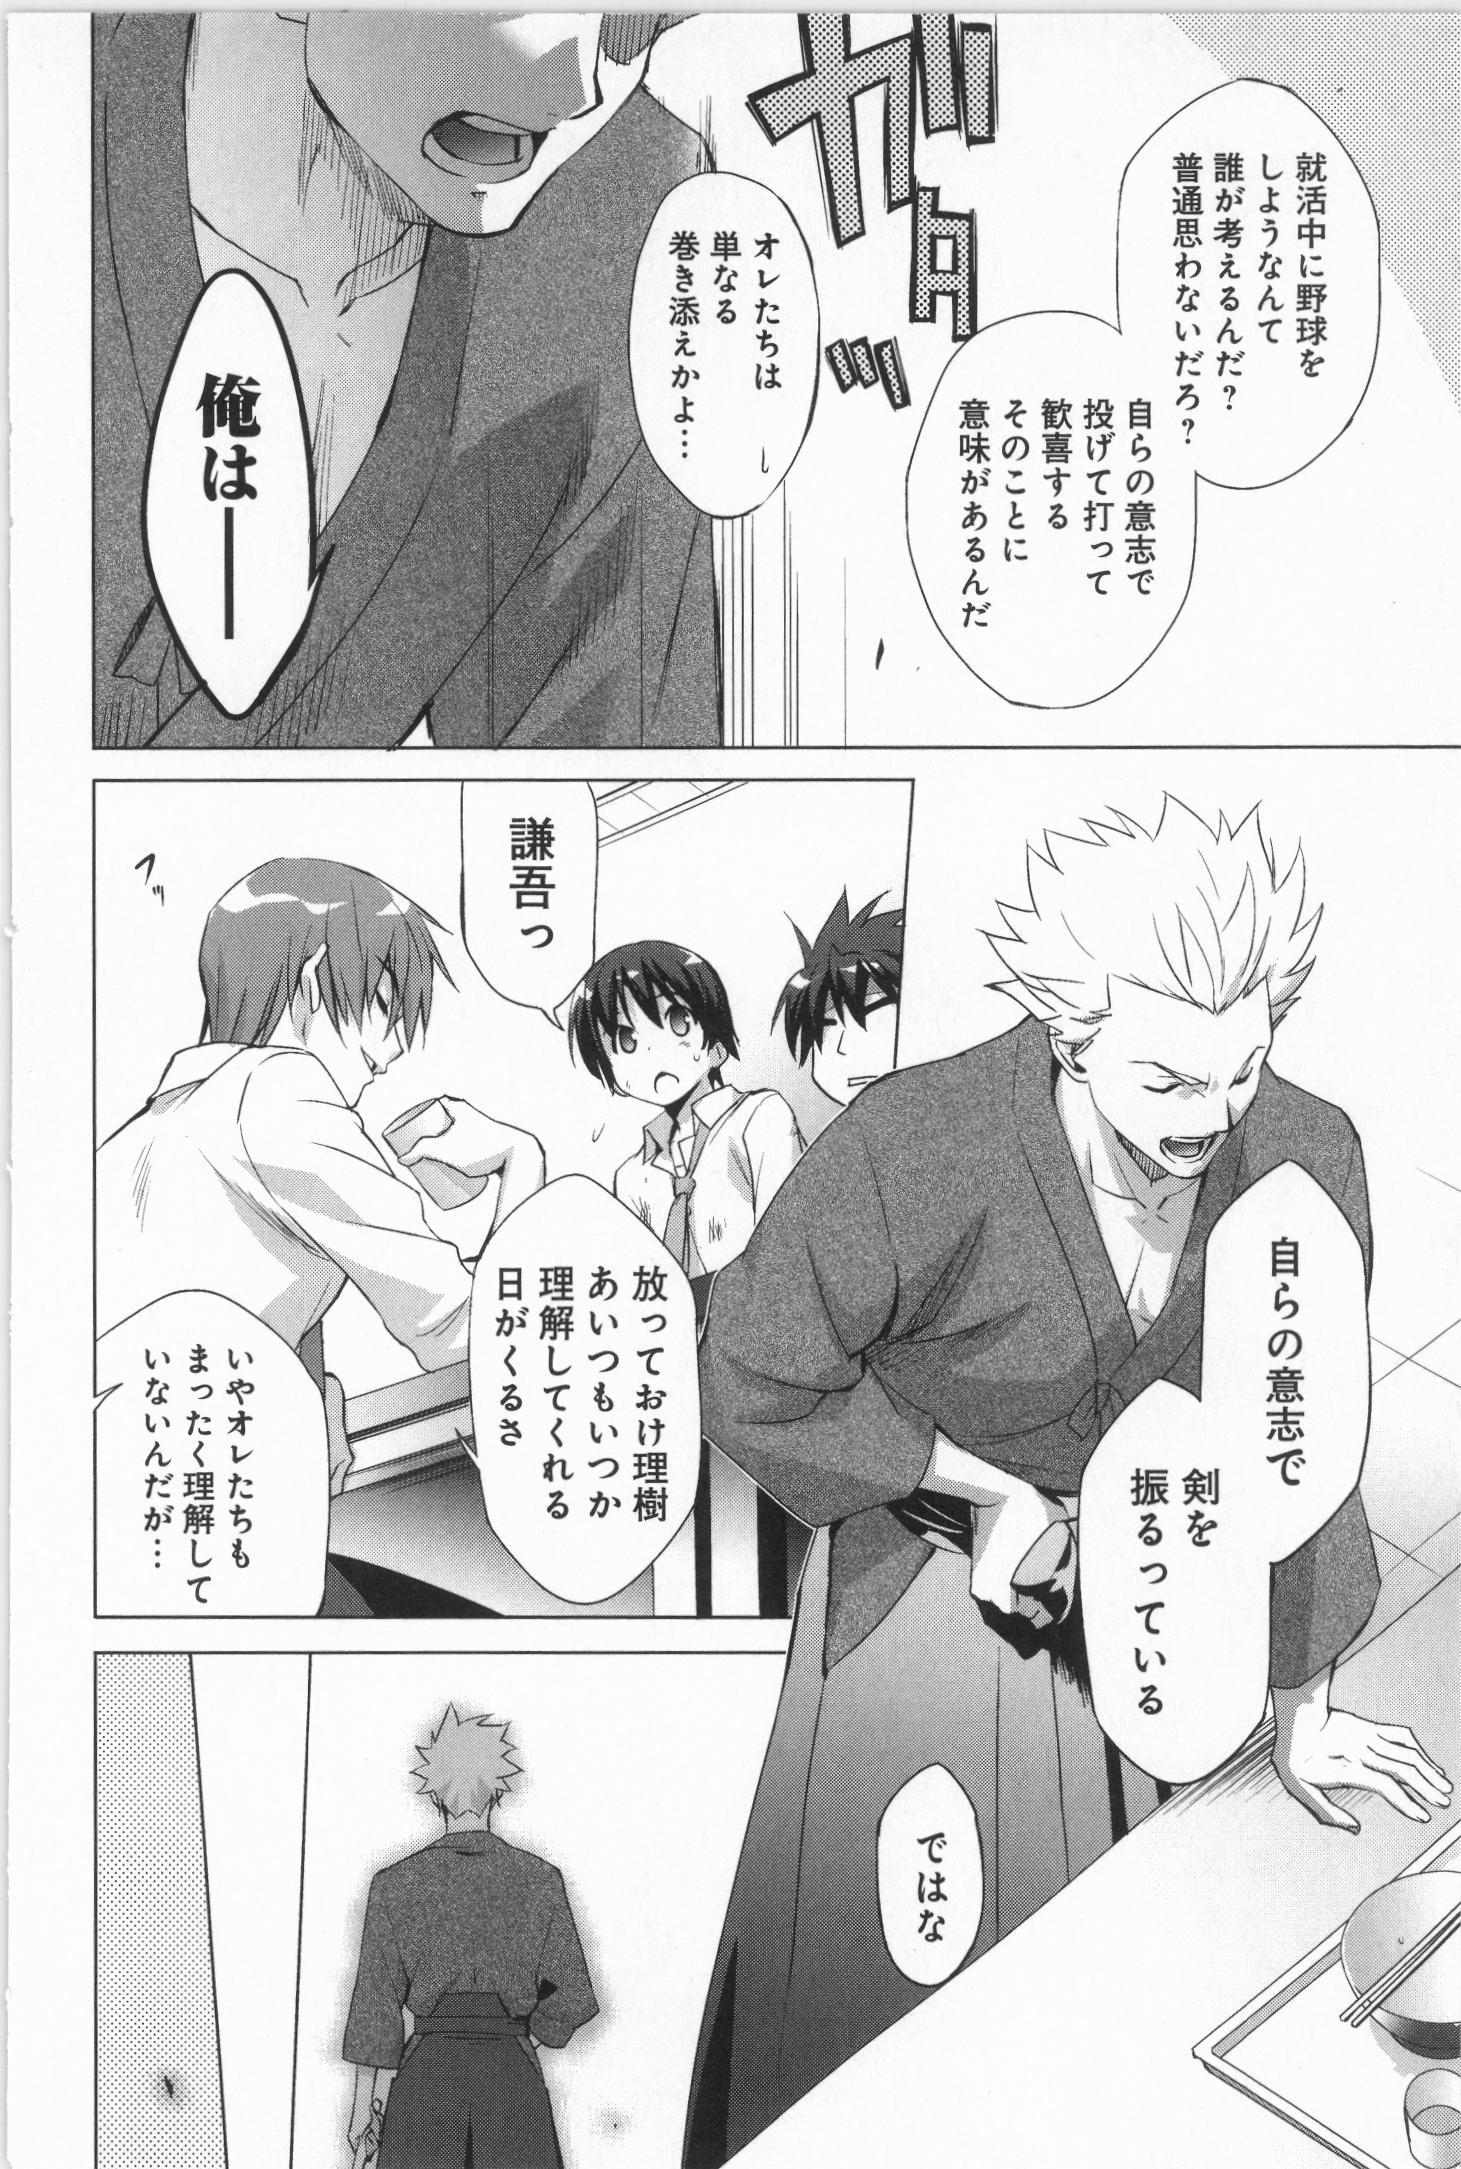 就活中に野球を
しようなんて
誰が考えるんだ?
普通思わないだろ?
自らの意志で
投げて打って
歓喜する
そのことに
意味があるんだ
ガタッ
オレたちは
単なる
巻き添えかよ…
俺は――
自らの意志で
剣を
振るっている
謙吾っ
フッ
放っておけ理樹
あいつもいつか
理解してくれる
日がくるさ
いやオレたちも
まったく理解して
いないんだが…
ではな